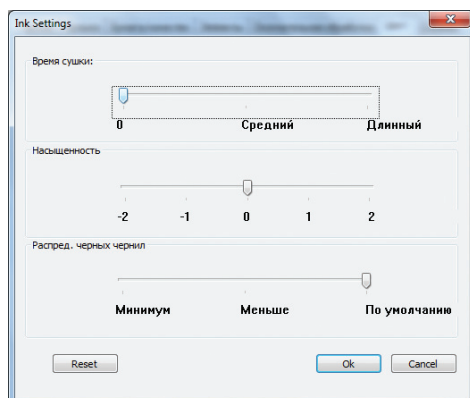 Ink Settings
Время сушки:
0 Средний Длинный
Насыщенность
-2 -1 0 1 2
Распред. черных чернил
Минимум Меньше По умолчанию
Reset Ok Cancel